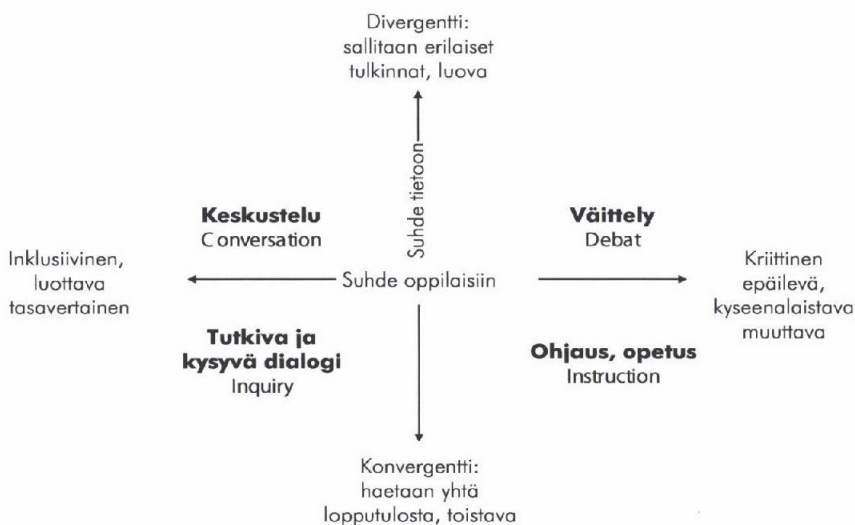 Divergentti:
sallitaan erilaiset
tulkinnat, luova
Suhde tietoon
Keskustelu
Conversation
Väittely
Debat
Inklusiivinen,
luottava
tasavertainen
Suhde oppilaisiin
Kriittinen
epäilevä,
kyseenalaistava
muuttava
Tutkiva ja
kysyvä dialogi
Inquiry
Ohjaus, opetus
Instruction
Konvergentti:
haetaan yhtä
lopputulosta, toistava